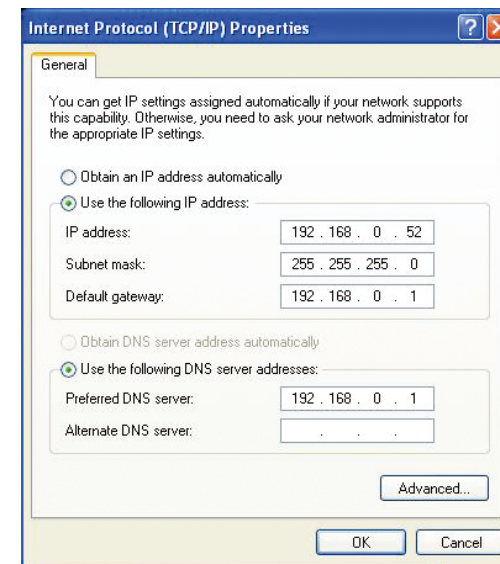 Internet Protocol (TCP/IP) Properties
General
You can get IP settings assigned automatically if your network supports
this capability. Otherwise, you need to ask your network administrator for
the appropriate IP settings.
Obtain an IP address automatically
Use the following IP address:
IP address: 192 . 168 . 0 . 52
Subnet mask: 255 . 255 . 255 . 0
Default gateway: 192 . 168 . 0 . 1
Obtain DNS server address automatically
Use the following DNS server addresses:
Preferred DNS server: 192 . 168 . 0 . 1
Alternate DNS server: . . .
Advanced...
OK Cancel